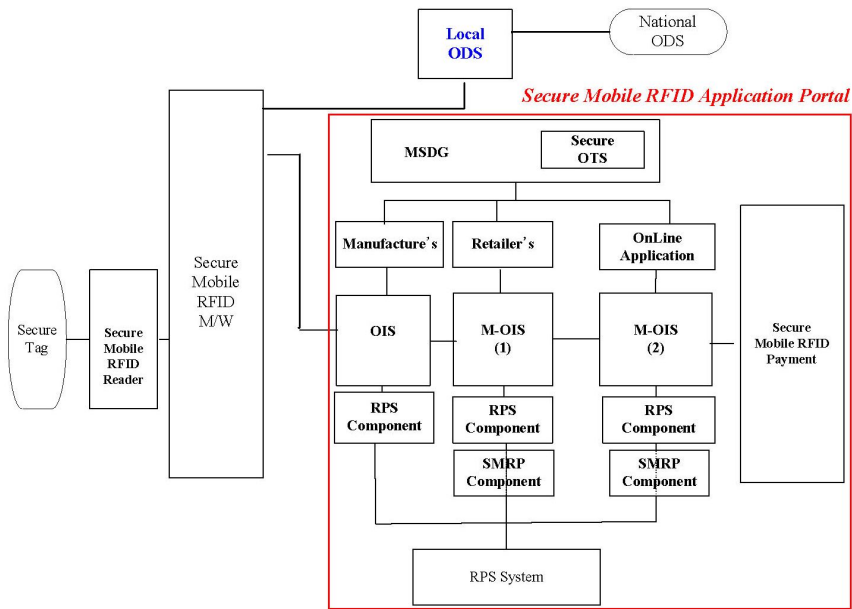 Local
ODS
National
ODS
Secure Mobile RFID Application Portal
MSDG
Secure
OTS
Manufacture's
Retailer's
OnLine
Application
Secure
Mobile
RFID
M/W
Secure
Tag
Secure
Mobile
RFID
Reader
OIS
M-OIS
(1)
M-OIS
(2)
Secure
Mobile RFID
Payment
RPS
Component
RPS
Component
RPS
Component
SMRP
Component
SMRP
Component
RPS System